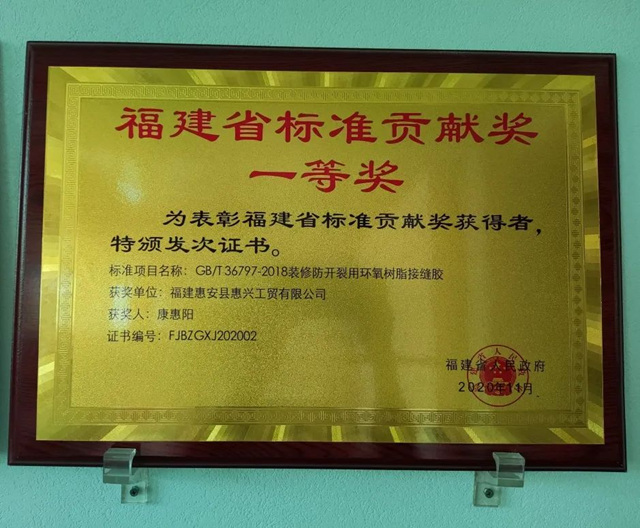 福建省标准贡献奖
一等奖
为表彰福建省标准贡献奖获得者，
特颁发次证书。
标准项目名称：GB/T 36797-2018装修防开裂用环氧树脂接缝胶
获奖单位：福建惠安县惠兴工贸有限公司
获奖人：康惠阳
证书编号：FJBZGXJ202002
福建省人民政府
2020年11月